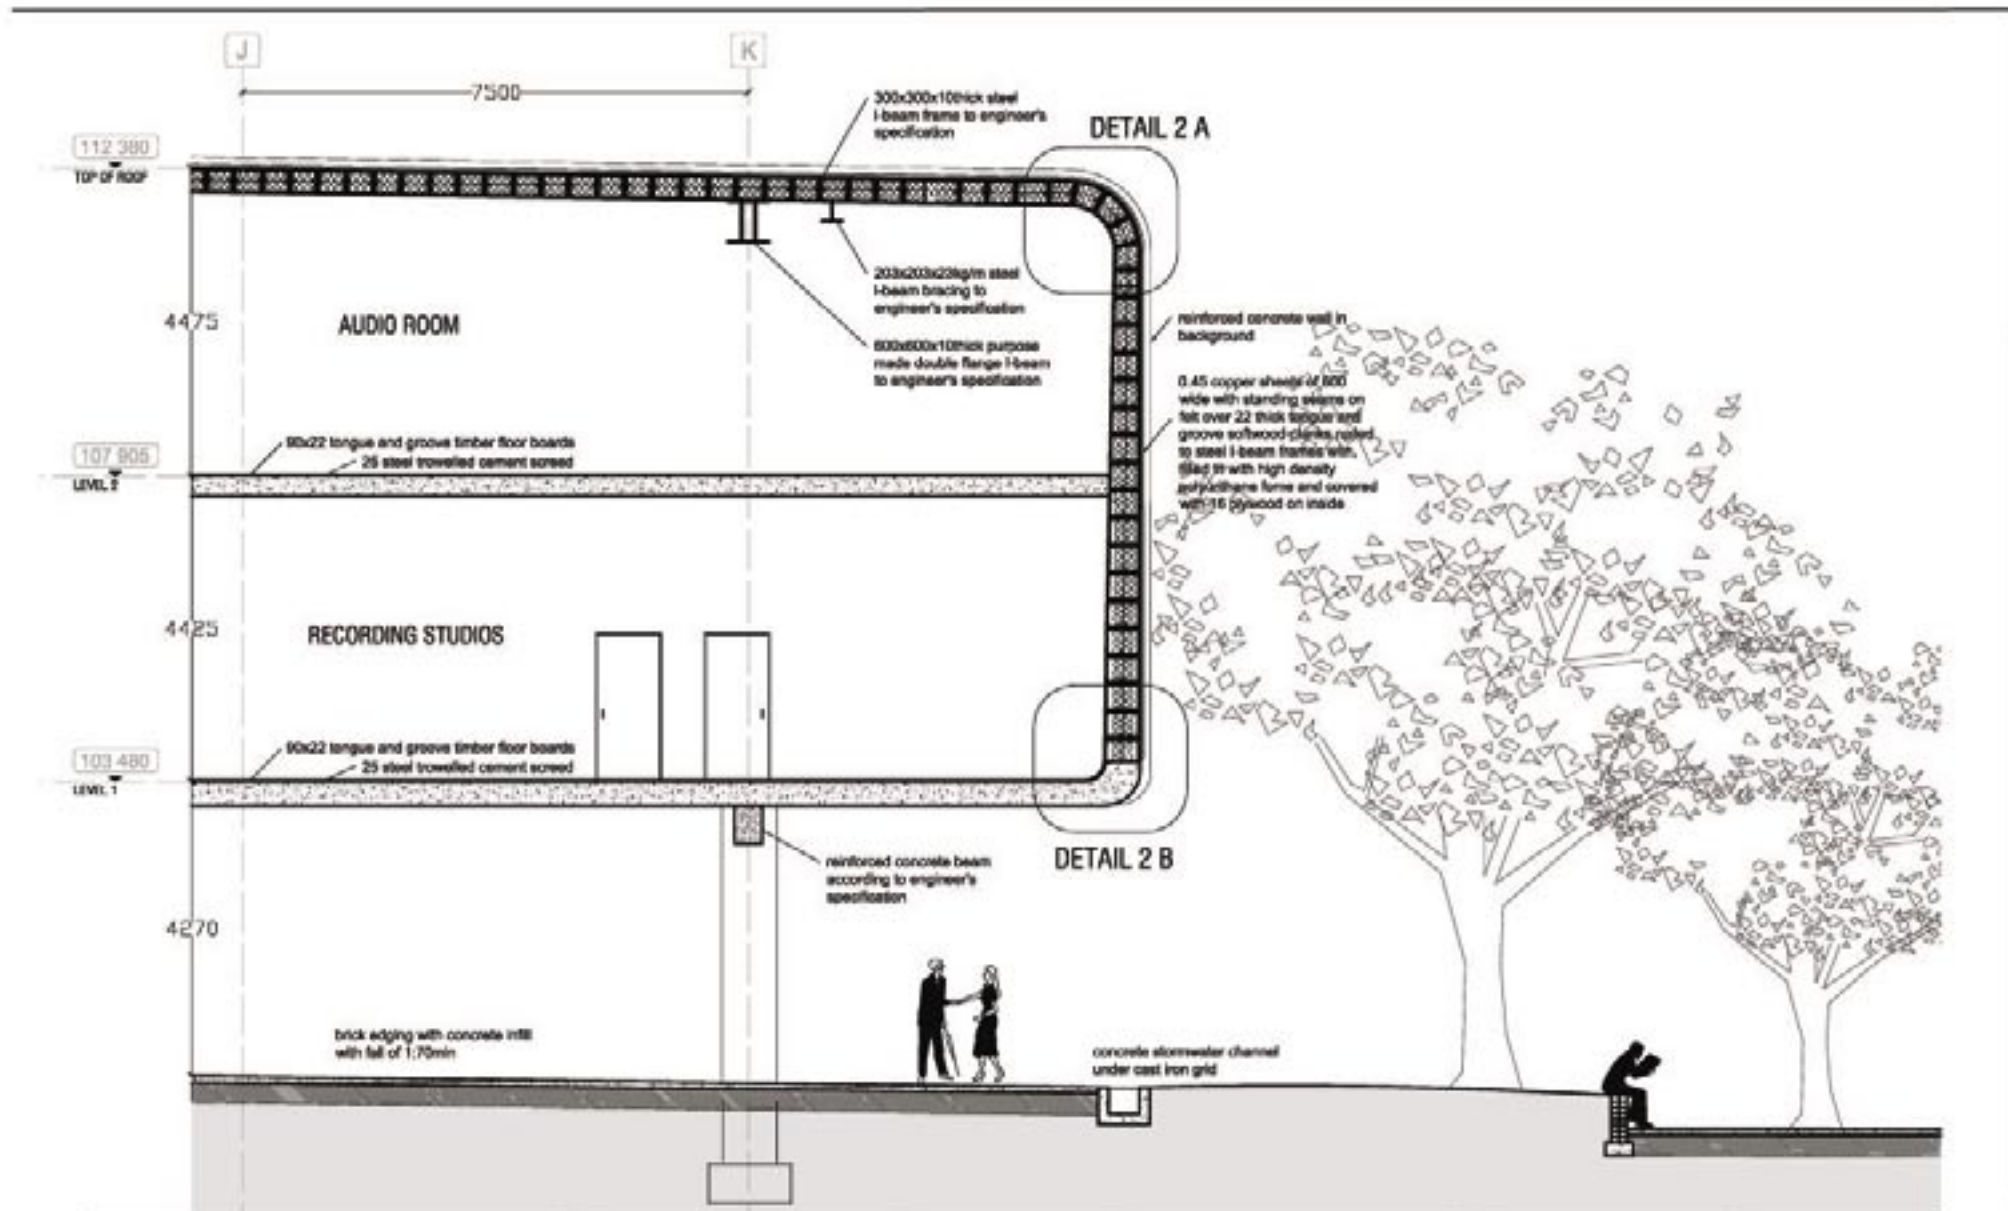 J
K
7500
300x300x10thick steel
I-beam frame to engineer's
specification
DETAIL 2 A
112 380
TOP OF ROOF
203x203x23kg/m steel
I-beam bracing to
engineer's specification
4475
AUDIO ROOM
600x600x10thick purpose
made double flange I-beam
to engineer's specification
reinforced concrete wall in
background
0.45 copper sheets of 600
wide with standing seams on
felt over 22 thick tongue and
groove softwood planks nailed
to steel I-beam frames with
with high density
polyurethane fome and covered
with 16 plywood on inside
90x22 tongue and groove timber floor boards
25 steel trowelled cement screed
107 905
LEVEL 2
4425
RECORDING STUDIOS
90x22 tongue and groove timber floor boards
25 steel trowelled cement screed
103 480
LEVEL 1
DETAIL 2 B
reinforced concrete beam
according to engineer's
specification
4270
brick edging with concrete infill
with fall of 1:70min
concrete stormwater channel
under cast iron grid